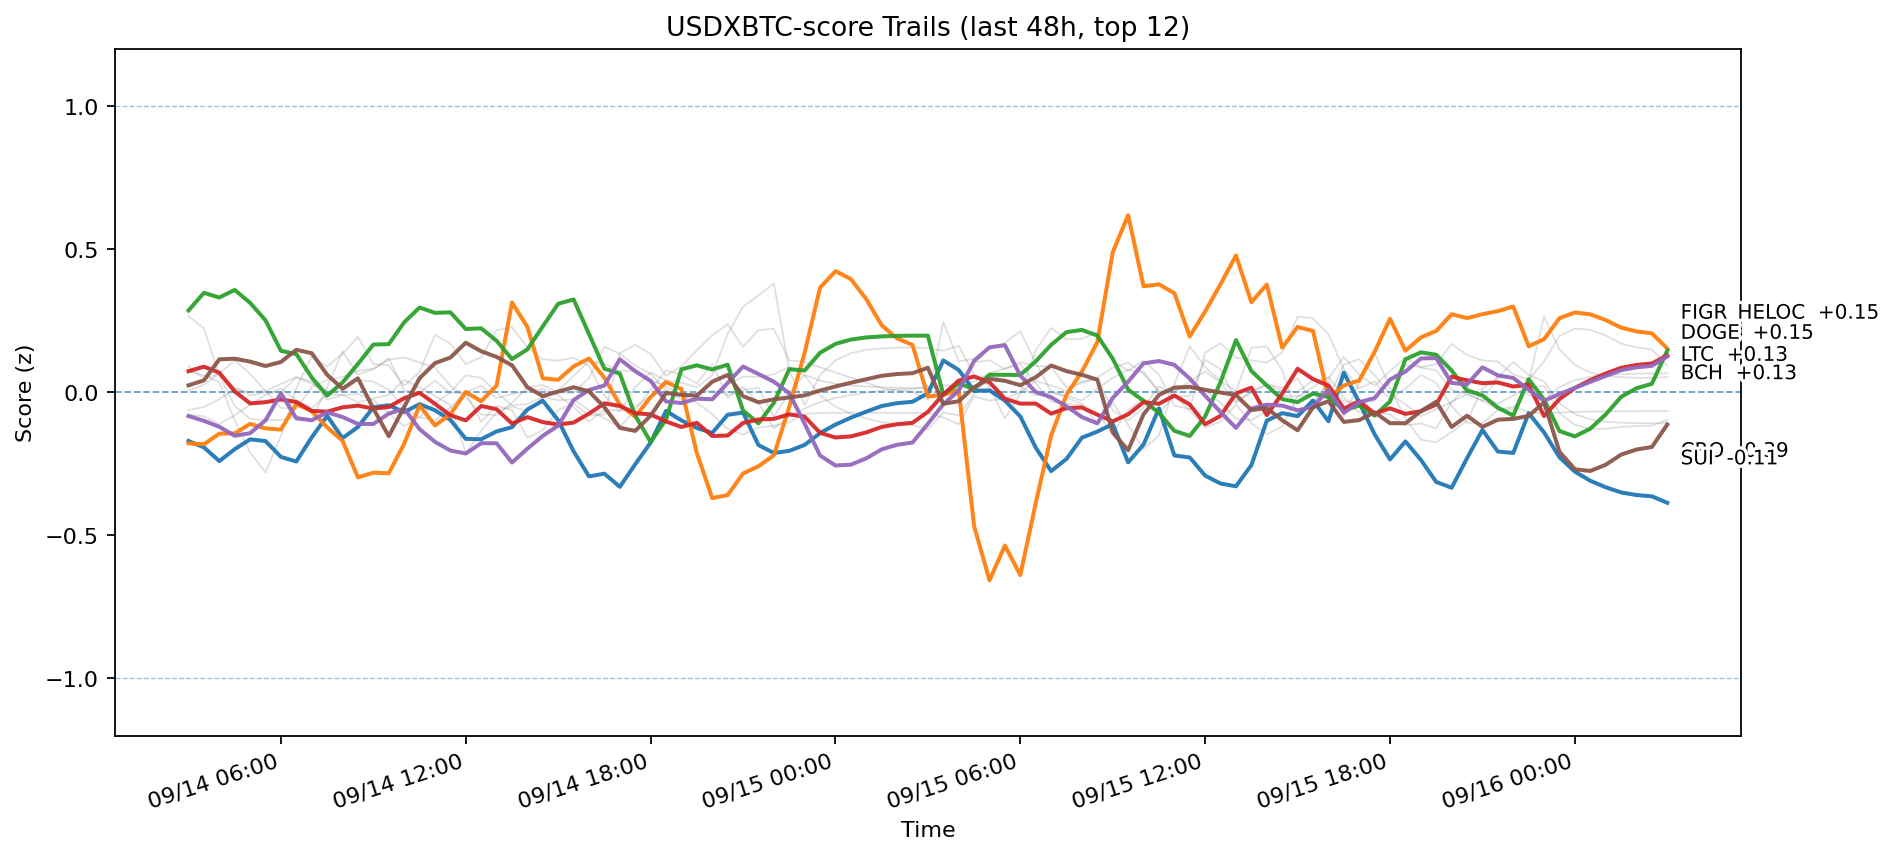 USDXBTC-score Trails (last 48h, top 12)
Score (z)
1.0
0.5
0.0
−0.5
−1.0
FIGR_HELOC +0.15
DOGE +0.15
LTC +0.13
BCH +0.13
SUI -0.11
09/14 06:00
09/14 12:00
09/14 18:00
09/15 00:00
09/15 06:00
09/15 12:00
09/15 18:00
09/16 00:00
Time